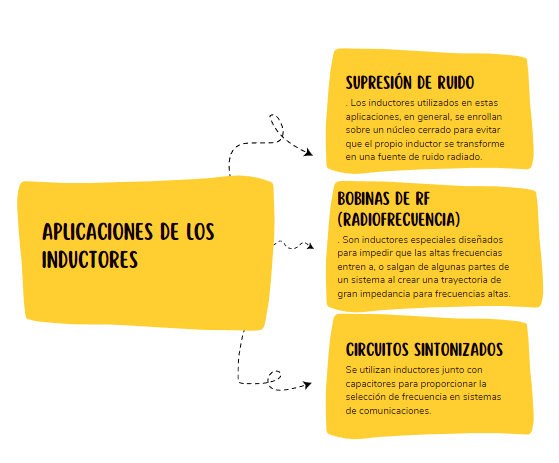 SUPRESIÓN DE RUIDO
. Los inductores utilizados en estas
aplicaciones, en general, se enrollan
sobre un núcleo cerrado para evitar
que el propio inductor se transforme
en una fuente de ruido radiado.
APLICACIONES DE LOS
INDUCTORES
BOBINAS DE RF
(RADIOFRECUENCIA)
. Son inductores especiales diseñados
para impedir que las altas frecuencias
entren a, o salgan de algunas partes de
un sistema al crear una trayectoria de
gran impedancia para frecuencias altas.
CIRCUITOS SINTONIZADOS
Se utilizan inductores junto con
capacitores para proporcionar la
selección de frecuencia en sistemas
de comunicaciones.